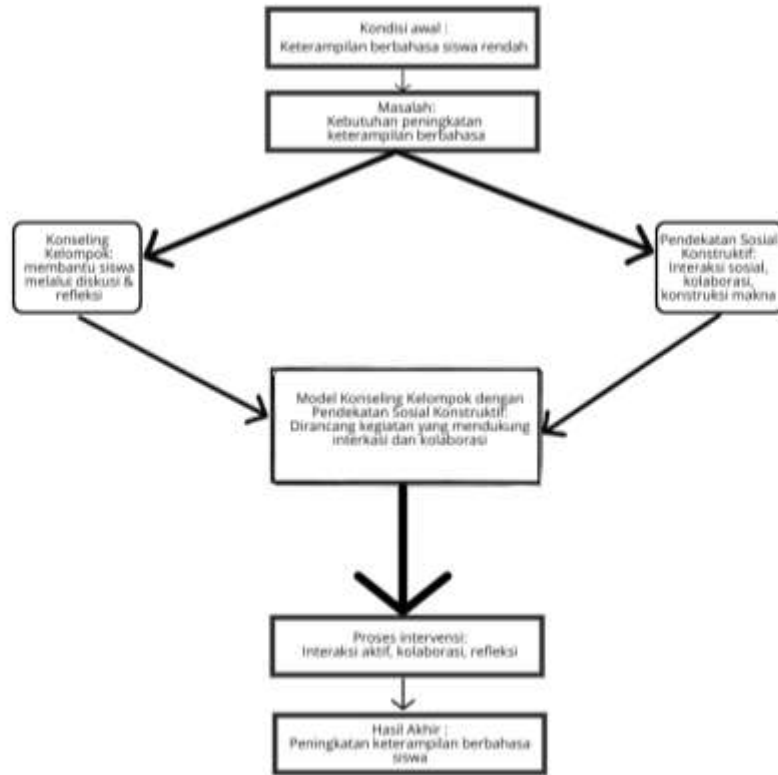 Kondisi awal :
Keterampilan berbahasa siswa rendah
Masalah:
Kebutuhan peningkatan
keterampilan berbahasa
Konseling
Kelompok:
membantu siswa
melalui diskusi &
refleksi
Pendekatan Sosial
Konstruktif:
Interaksi sosial,
kolaborasi,
konstruksi makna
Model Konseling Kelompok dengan
Pendekatan Sosial Konstruktif:
Dirancang kegiatan yang mendukung
interkasi dan kolaborasi
Proses intervensi:
Interaksi aktif, kolaborasi, refleksi
Hasil Akhir :
Peningkatan keterampilan berbahasa
siswa